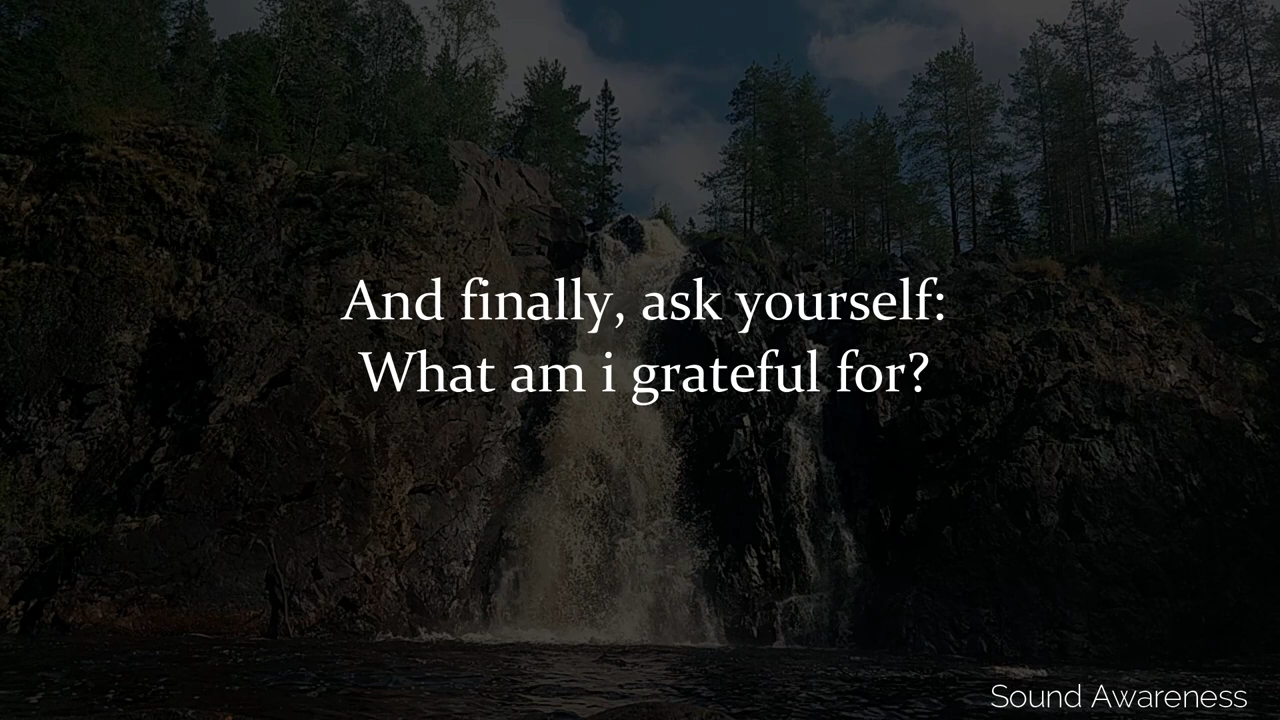 And finally, ask yourself:
What am i grateful for?
Sound Awareness